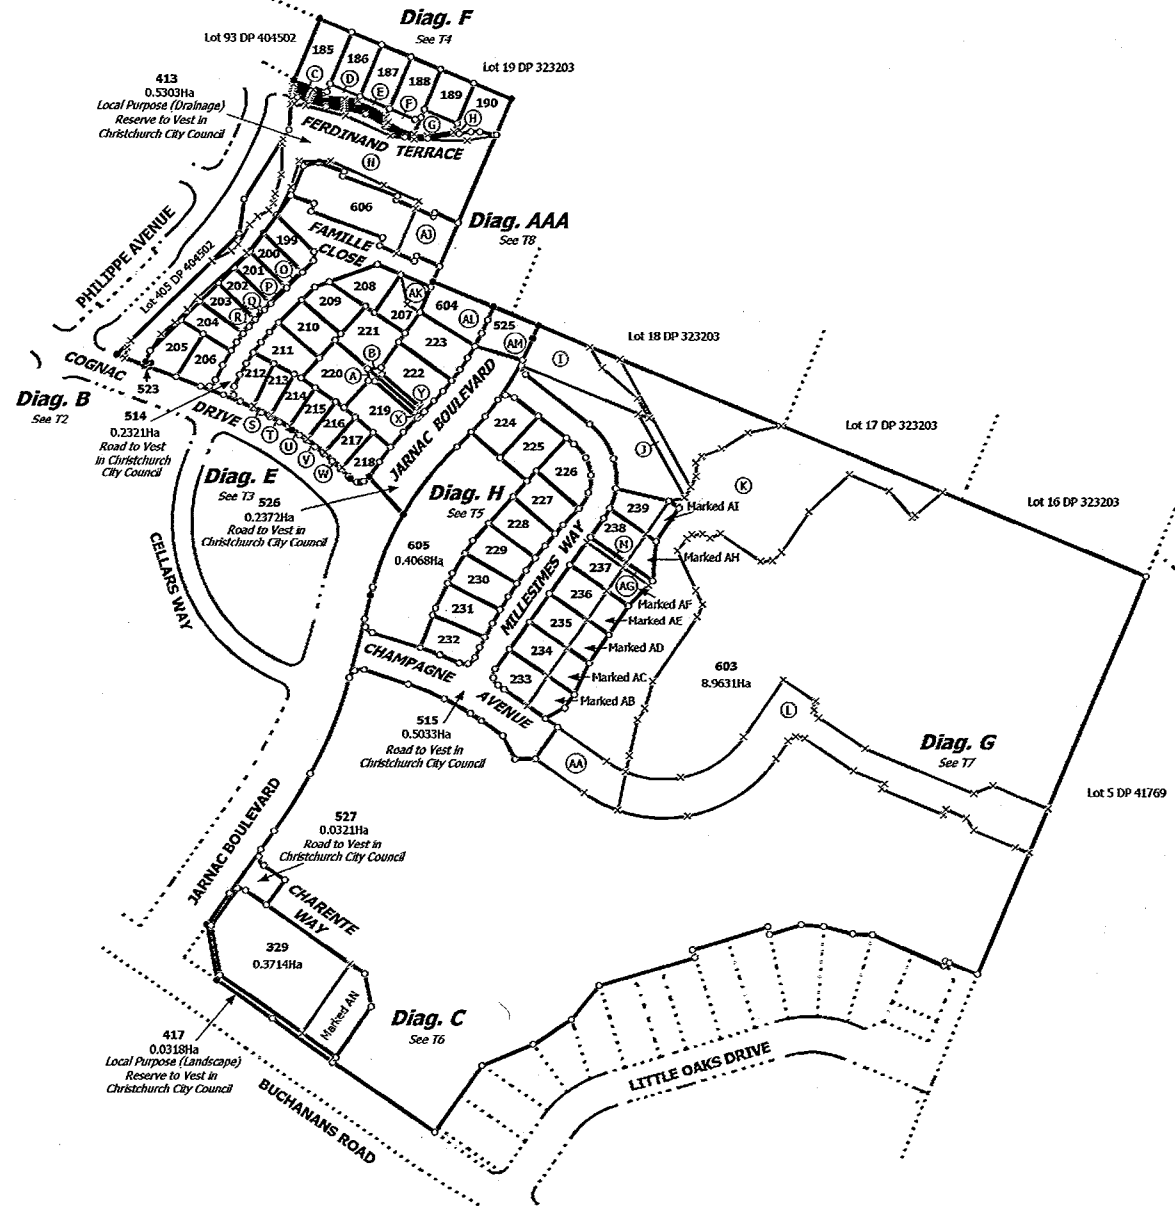 Diag. F
See T4
Lot 93 DP 404502
Lot 19 DP 323203
185
186
187
188
189
190
C
D
E
F
G
H
413
0.5303Ha
Local Purpose (Drainage)
Reserve to Vest in
Christchurch City Council
FERDINAND TERRACE
606
AJ
Diag. AAA
See T8
FAMILLE
CLOSE
PHILIPPE AVENUE
Lot 405 DP 404502
199
200
201
202
203
204
205
206
O
P
Q
R
207
208
209
210
211
212
213
214
215
216
217
218
219
220
221
222
223
AK
604
AL
525
AM
A
B
X
Y
S
T
U
V
W
I
J
K
Lot 18 DP 323203
Lot 17 DP 323203
Lot 16 DP 323203
COGNAC
DRIVE
523
Diag. B
See T2
514
0.2321Ha
Road to Vest
in Christchurch
City Council
Diag. E
See T3
526
0.2372Ha
Road to Vest in
Christchurch City Council
JARNAC BOULEVARD
Diag. H
See T5
605
0.4068Ha
224
225
226
227
228
229
230
231
232
MILLESIMES WAY
233
234
235
236
237
238
239
AG
Marked AI
Marked AH
Marked AF
Marked AE
Marked AD
Marked AC
Marked AB
CELLARS WAY
CHAMPAGNE
AVENUE
515
0.5033Ha
Road to Vest in
Christchurch City Council
AA
603
8.9631Ha
L
Diag. G
See T7
Lot 5 DP 41769
JARNAC BOULEVARD
527
0.0321Ha
Road to Vest in
Christchurch City Council
CHARENTE
WAY
329
0.3714Ha
Marked AN
Diag. C
See T6
417
0.0318Ha
Local Purpose (Landscape)
Reserve to Vest in
Christchurch City Council
BUCHANANS ROAD
LITTLE OAKS DRIVE